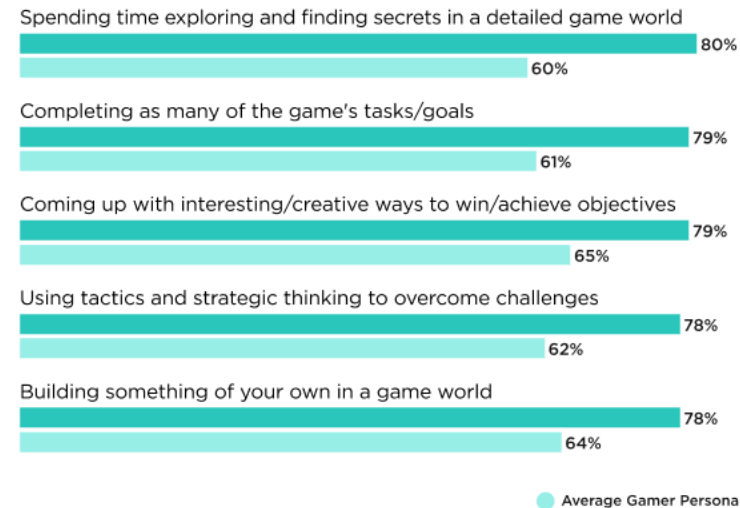 Spending time exploring and finding secrets in a detailed game world
80%
60%
Completing as many of the game's tasks/goals
79%
61%
Coming up with interesting/creative ways to win/achieve objectives
79%
65%
Using tactics and strategic thinking to overcome challenges
78%
62%
Building something of your own in a game world
78%
64%
Average Gamer Persona